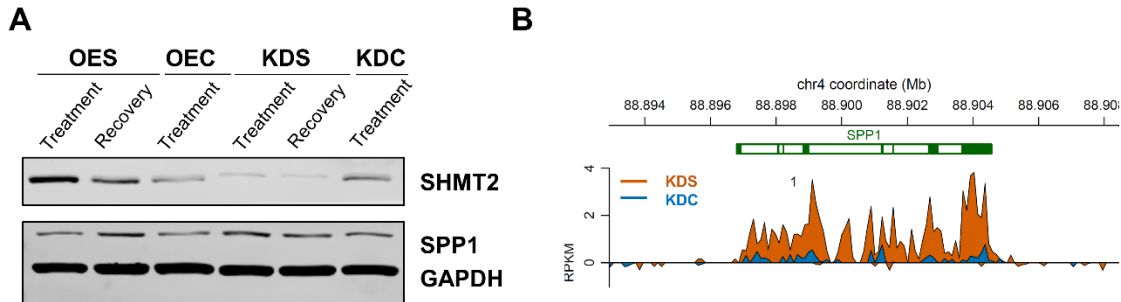 A
OES OEC KDS KDC
Treatment Recovery Treatment Treatment Recovery Treatment
SHMT2
SPP1
GAPDH
B
chr4 coordinate (Mb)
88.894 88.896 88.898 88.900 88.902 88.904 88.906 88.908
SPP1
4
KDS
1
KDC
2
0
RPKM